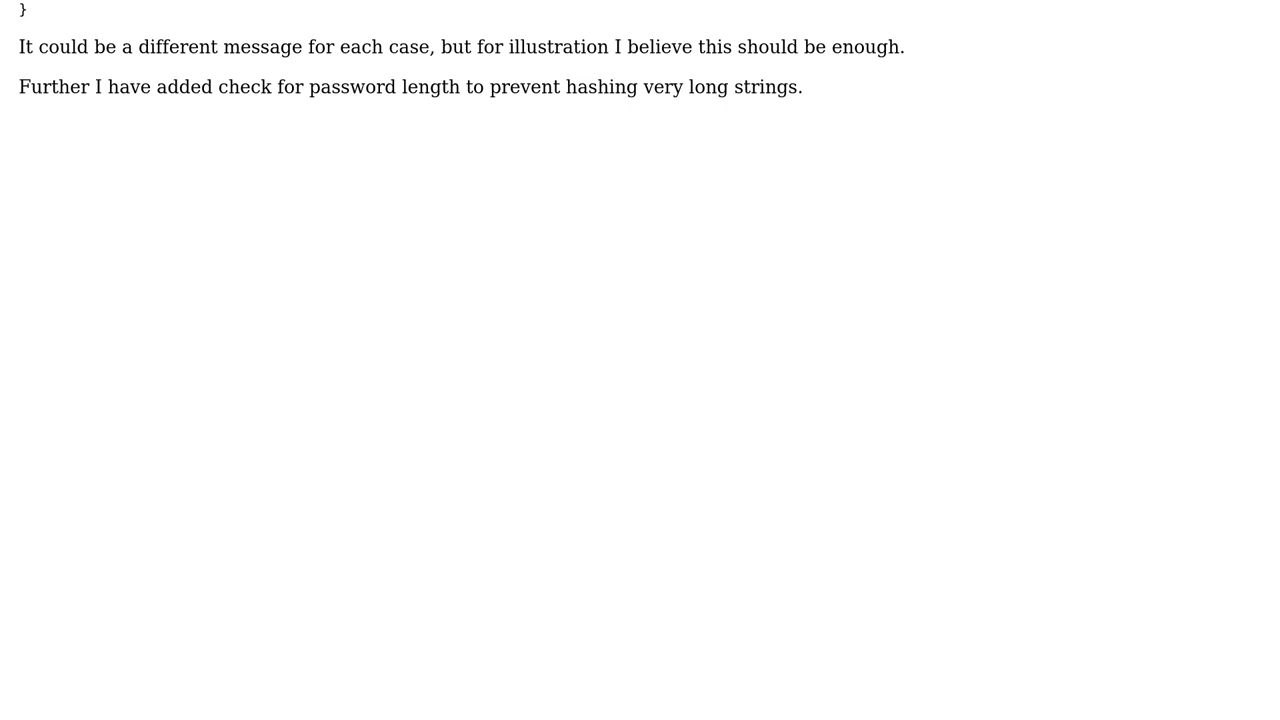 }
It could be a different message for each case, but for illustration I believe this should be enough.
Further I have added check for password length to prevent hashing very long strings.